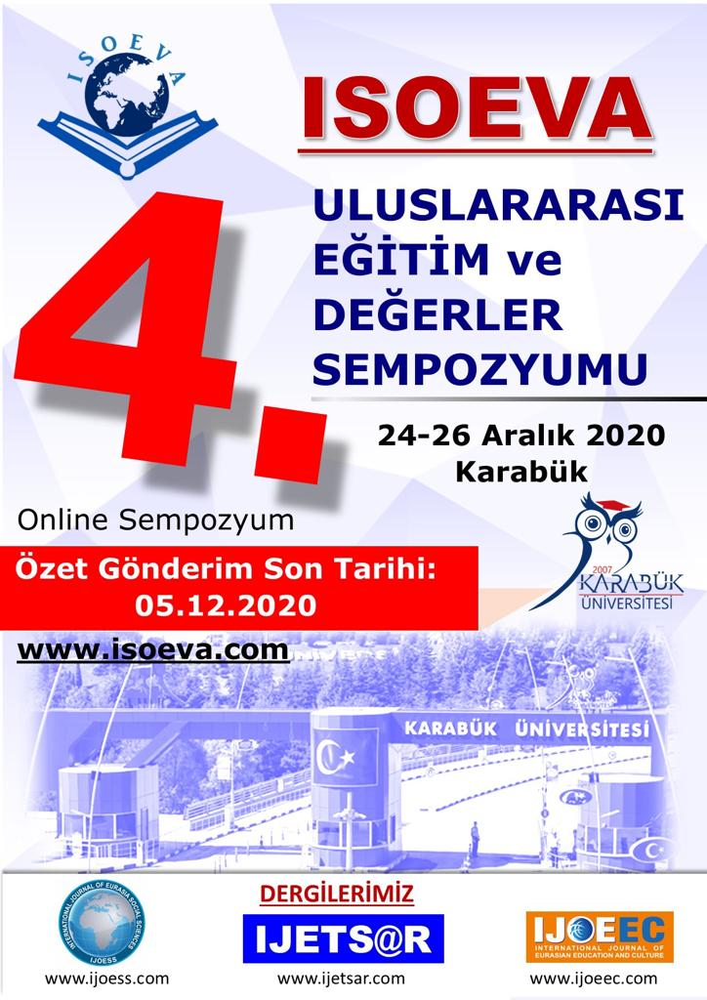 ISOEVA
ISOEVA
4.
ULUSLARARASI
EĞİTİM ve
DEĞERLER
SEMPOZYUMU
24-26 Aralık 2020
Karabük
Online Sempozyum
2007
KARABÜK
ÜNİVERSİTESİ
Özet Gönderim Son Tarihi:
05.12.2020
www.isoeva.com
KARABÜK ÜNİVERSİTESİ
DERGİLERİMİZ
INTERNATIONAL JOURNAL OF EURASIA SOCIAL SCIENCES
IJOESS
IJETS@R
IJOEEC
INTERNATIONAL JOURNAL OF
EURASIAN EDUCATION AND CULTURE
www.ijoess.com
www.ijetsar.com
www.ijoeec.com